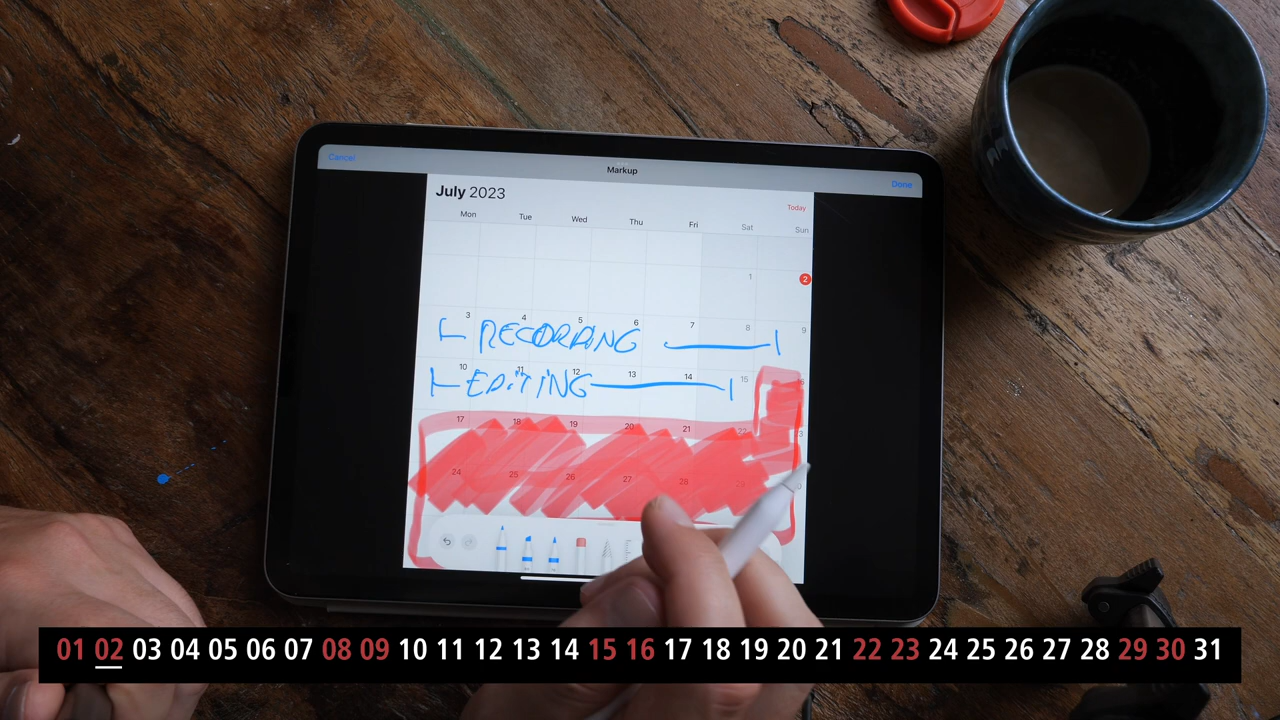 Cancel
Markup
Done
July 2023
Today
Mon Tue Wed Thu Fri Sat Sun
1 2
3 4 5 6 7 8 9
RECORDING
10 11 12 13 14 15
EDITING
17 18 19 20 21 22
24 25 26 27 28 29
01 02 03 04 05 06 07 08 09 10 11 12 13 14 15 16 17 18 19 20 21 22 23 24 25 26 27 28 29 30 31